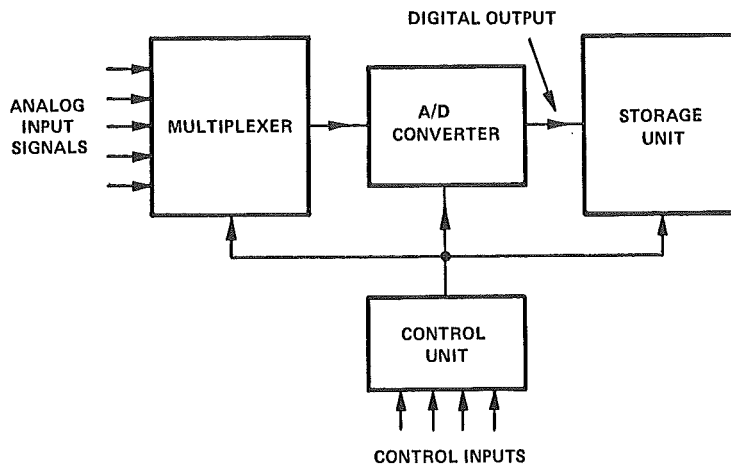 DIGITAL OUTPUT
ANALOG
INPUT
SIGNALS
MULTIPLEXER
A/D
CONVERTER
STORAGE
UNIT
CONTROL
UNIT
CONTROL INPUTS